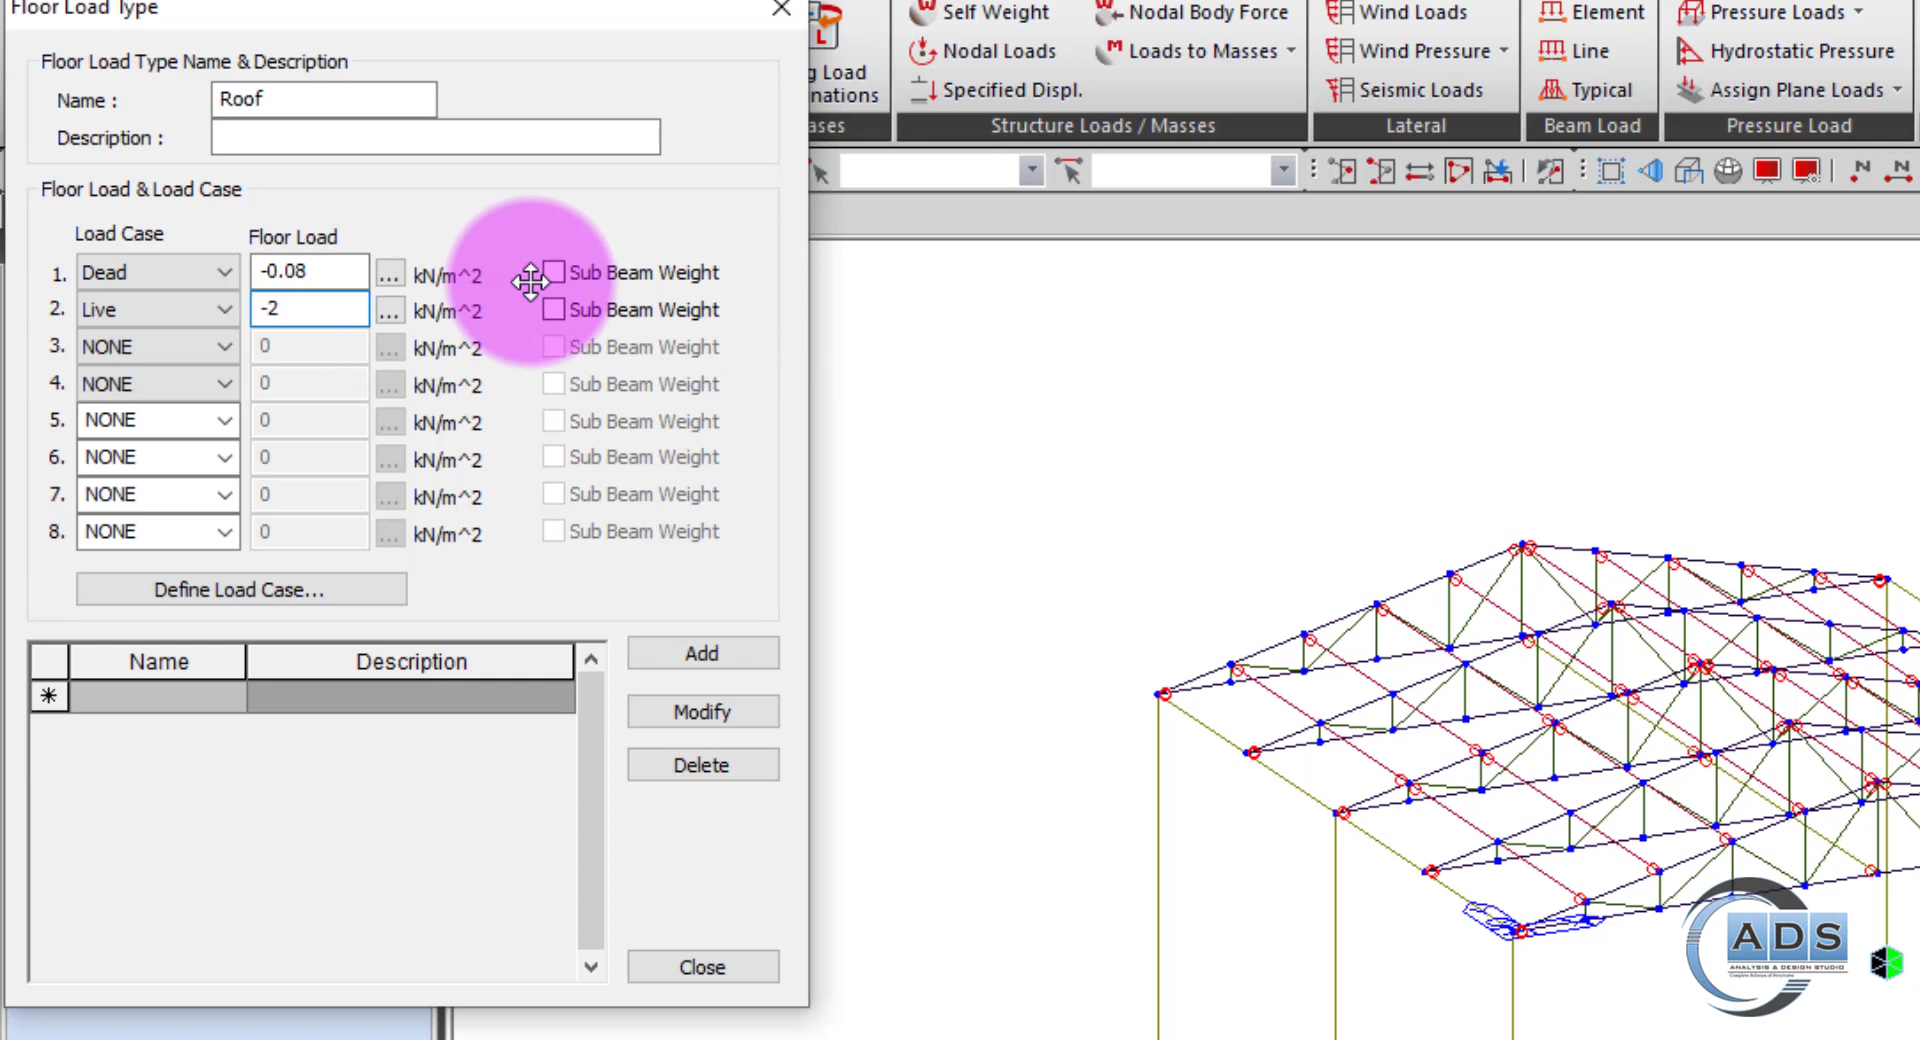 Floor Load Type
Floor Load Type Name & Description
Name :
Roof
Description :
Floor Load & Load Case
Load Case
Floor Load
1. Dead -0.08 ... kN/m^2 Sub Beam Weight
2. Live -2 ... kN/m^2 Sub Beam Weight
3. NONE 0 ... kN/m^2 Sub Beam Weight
4. NONE 0 ... kN/m^2 Sub Beam Weight
5. NONE 0 ... kN/m^2 Sub Beam Weight
6. NONE 0 ... kN/m^2 Sub Beam Weight
7. NONE 0 ... kN/m^2 Sub Beam Weight
8. NONE 0 ... kN/m^2 Sub Beam Weight
Define Load Case...
Name Description
Add
Modify
Delete
Close
Load
Self Weight
Nodal Loads
Specified Displ.
Nodal Body Force
Loads to Masses
Structure Loads / Masses
Wind Loads
Wind Pressure
Seismic Loads
Lateral
Element
Line
Typical
Beam Load
Pressure Loads
Hydrostatic Pressure
Assign Plane Loads
Pressure Load
N N
ADS
ANALYSIS & DESIGN STUDIO